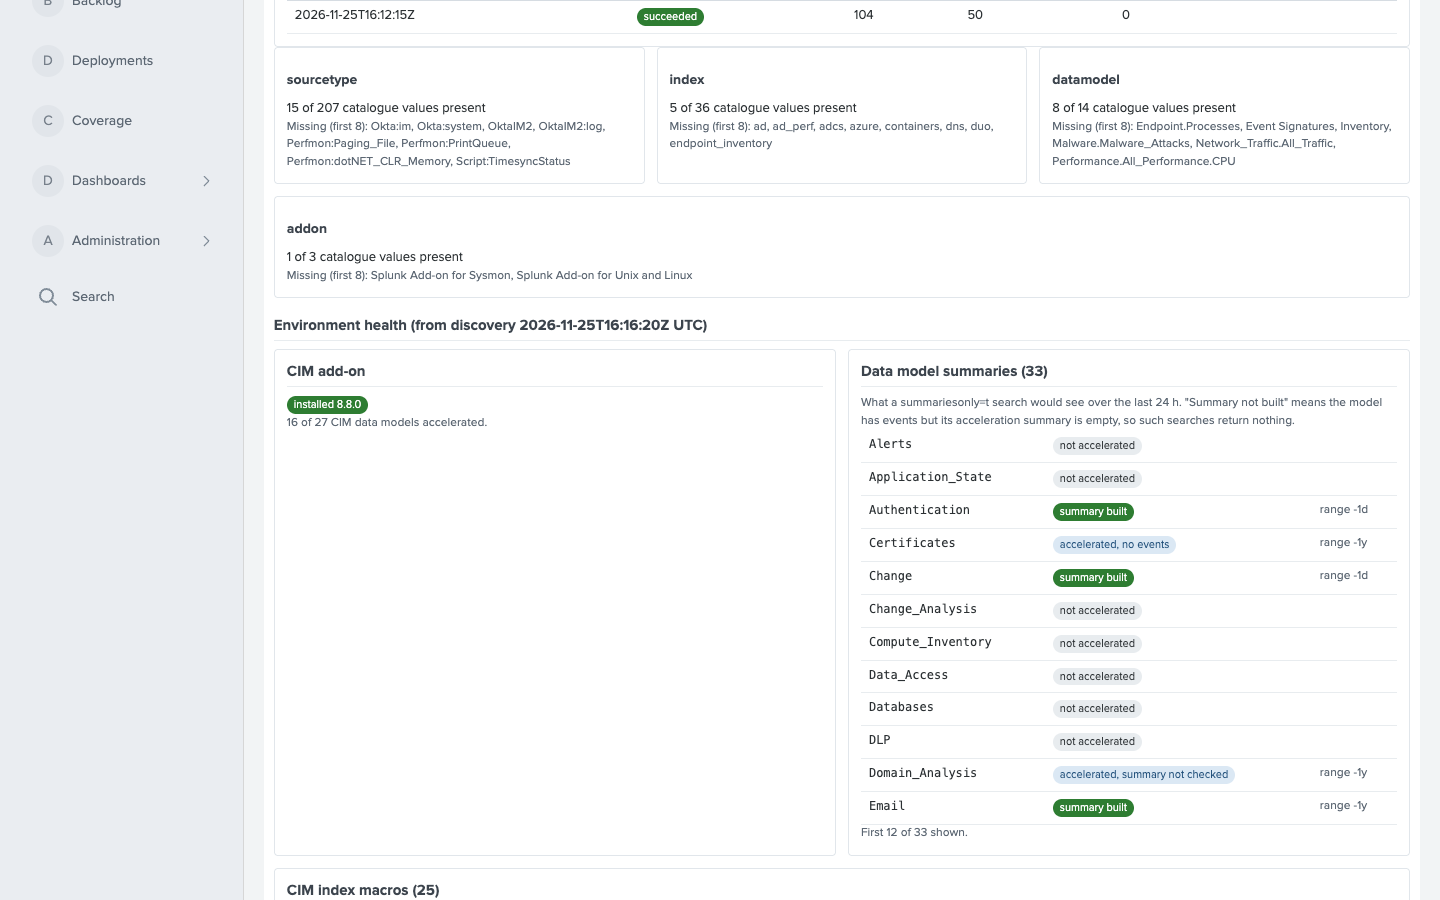 B Backlog
D Deployments
C Coverage
D Dashboards
A Administration
Search
2026-11-25T16:12:15Z succeeded 104 50 0
sourcetype
15 of 207 catalogue values present
Missing (first 8): Okta:im, Okta:system, OktaIM2, OktaIM2:log,
Perfmon:Paging_File, Perfmon:PrintQueue,
Perfmon:dotNET_CLR_Memory, Script:TimesyncStatus
index
5 of 36 catalogue values present
Missing (first 8): ad, ad_perf, adcs, azure, containers, dns, duo,
endpoint_inventory
datamodel
8 of 14 catalogue values present
Missing (first 8): Endpoint.Processes, Event Signatures, Inventory,
Malware.Malware_Attacks, Network_Traffic.All_Traffic,
Performance.All_Performance.CPU
addon
1 of 3 catalogue values present
Missing (first 8): Splunk Add-on for Sysmon, Splunk Add-on for Unix and Linux
Environment health (from discovery 2026-11-25T16:16:20Z UTC)
CIM add-on
installed 8.8.0
16 of 27 CIM data models accelerated.
Data model summaries (33)
What a summariesonly=t search would see over the last 24 h. "Summary not built" means the model
has events but its acceleration summary is empty, so such searches return nothing.
Alerts not accelerated
Application_State not accelerated
Authentication summary built range -1d
Certificates accelerated, no events range -1y
Change summary built range -1d
Change_Analysis not accelerated
Compute_Inventory not accelerated
Data_Access not accelerated
Databases not accelerated
DLP not accelerated
Domain_Analysis accelerated, summary not checked range -1y
Email summary built range -1y
First 12 of 33 shown.
CIM index macros (25)